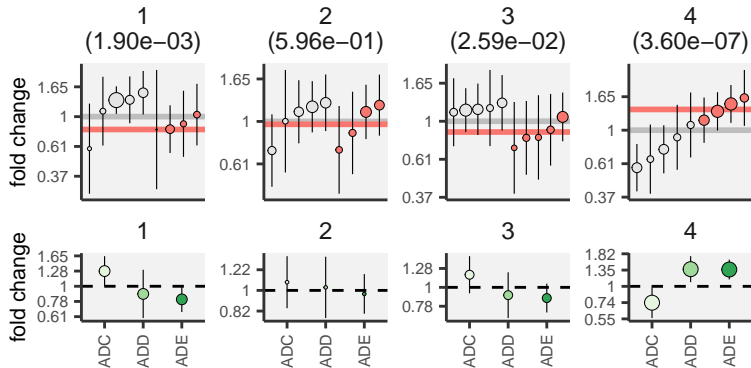 1 2 3 4
(1.90e−03) (5.96e−01) (2.59e−02) (3.60e−07)
fold change
1.65 1 0.61 0.37
1.65 1 0.61
1.65 1 0.61 0.37
1.65 1 0.61 0.37
1 2 3 4
fold change
1.65 1.28 1 0.78 0.61
1.22 1 0.82
1.28 1 0.78
1.82 1.35 1 0.74 0.55
ADC ADD ADE ADC ADD ADE ADC ADD ADE ADC ADD ADE